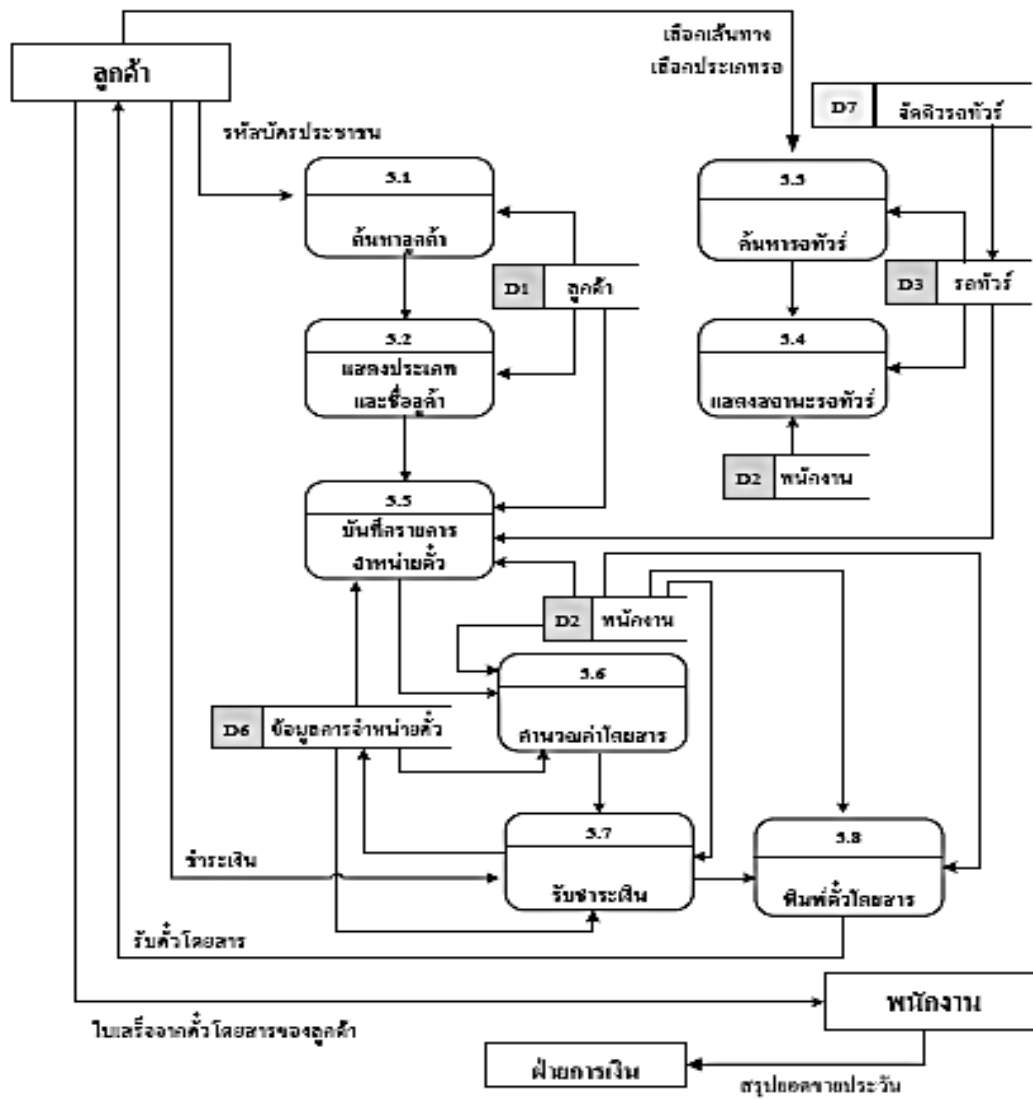 ลูกค้า
เลือกเส้นทาง
เลือกประเภทรถ
D7 จัดคิวรถทัวร์
รหัสบัตรประชาชน
5.1
ค้นหาลูกค้า
5.3
ค้นหารถทัวร์
D1 ลูกค้า
D3 รถทัวร์
5.2
แสดงประเภท
และชื่อลูกค้า
5.4
แสดงสถานะรถทัวร์
D2 พนักงาน
5.5
บันทึกรายการ
จำหน่ายตั๋ว
D2 พนักงาน
5.6
คำนวณค่าโดยสาร
D6 ข้อมูลการจำหน่ายตั๋ว
5.7
รับชำระเงิน
5.8
พิมพ์ตั๋วโดยสาร
ชำระเงิน
รับตั๋วโดยสาร
พนักงาน
ใบเสร็จจากตั๋วโดยสารของลูกค้า
ฝ่ายการเงิน
สรุปยอดขายประวัน